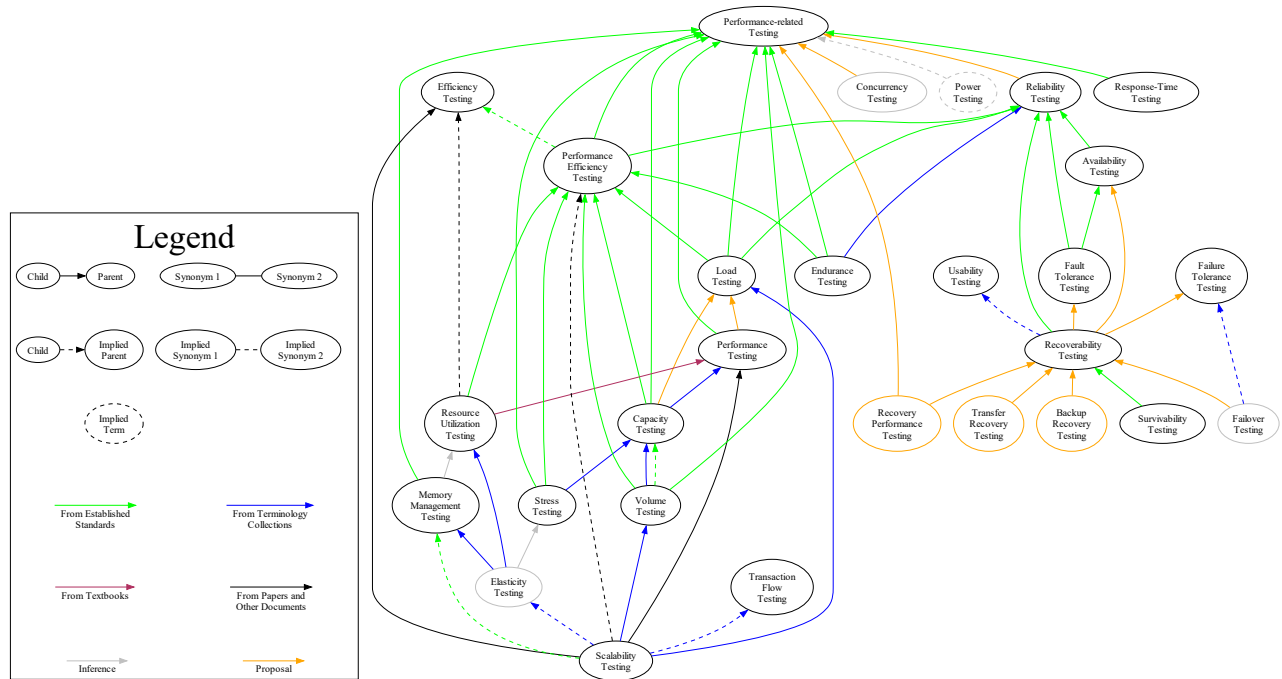 Performance-related
Testing
Efficiency
Testing
Concurrency
Testing
Power
Testing
Reliability
Testing
Response-Time
Testing
Performance
Efficiency
Testing
Availability
Testing
Legend
Child
Parent
Synonym 1
Synonym 2
Load
Testing
Endurance
Testing
Usability
Testing
Fault
Tolerance
Testing
Failure
Tolerance
Testing
Child
Implied
Parent
Implied
Synonym 1
Implied
Synonym 2
Performance
Testing
Recoverability
Testing
Implied
Term
Resource
Utilization
Testing
Capacity
Testing
Recovery
Performance
Testing
Transfer
Recovery
Testing
Backup
Recovery
Testing
Survivability
Testing
Failover
Testing
From Established
Standards
From Terminology
Collections
Memory
Management
Testing
Stress
Testing
Volume
Testing
From Textbooks
From Papers and
Other Documents
Elasticity
Testing
Transaction
Flow
Testing
Inference
Proposal
Scalability
Testing